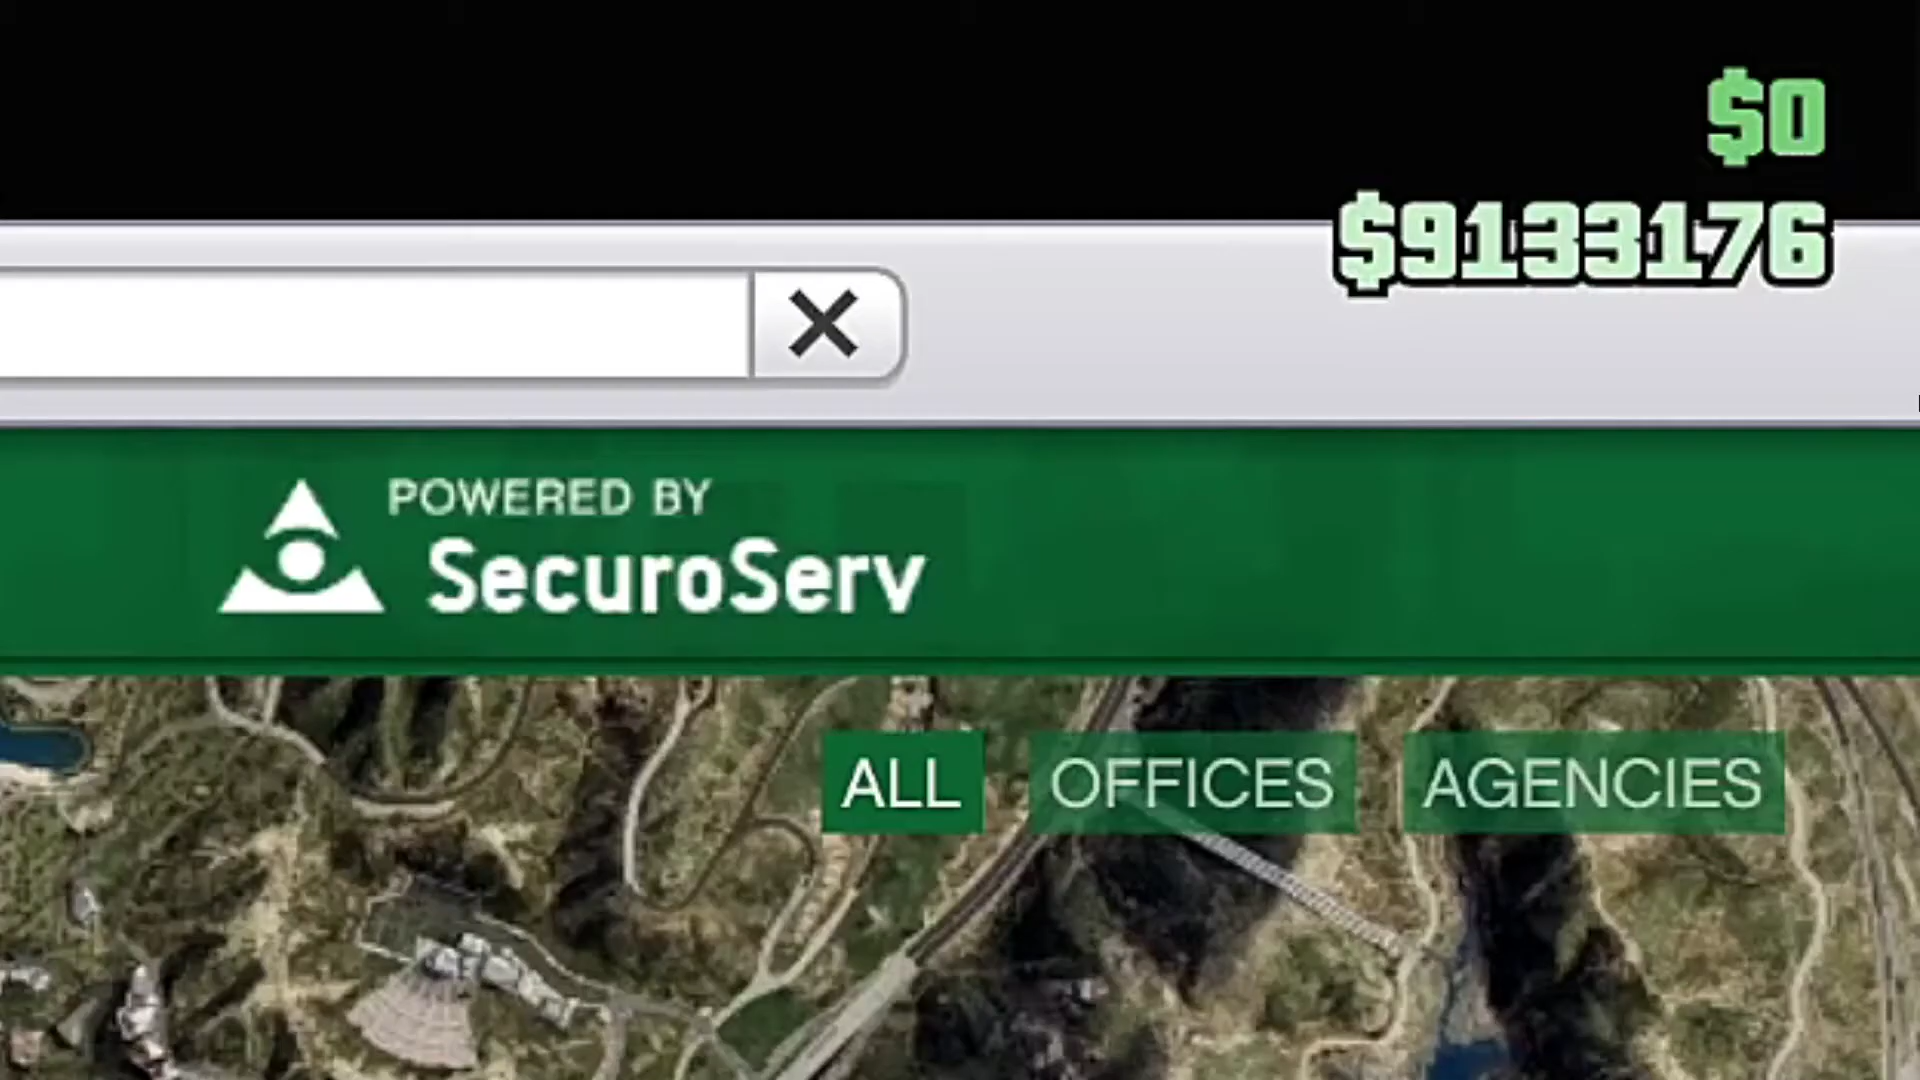 $0
$9133176
POWERED BY
SecuroServ
ALL OFFICES AGENCIES